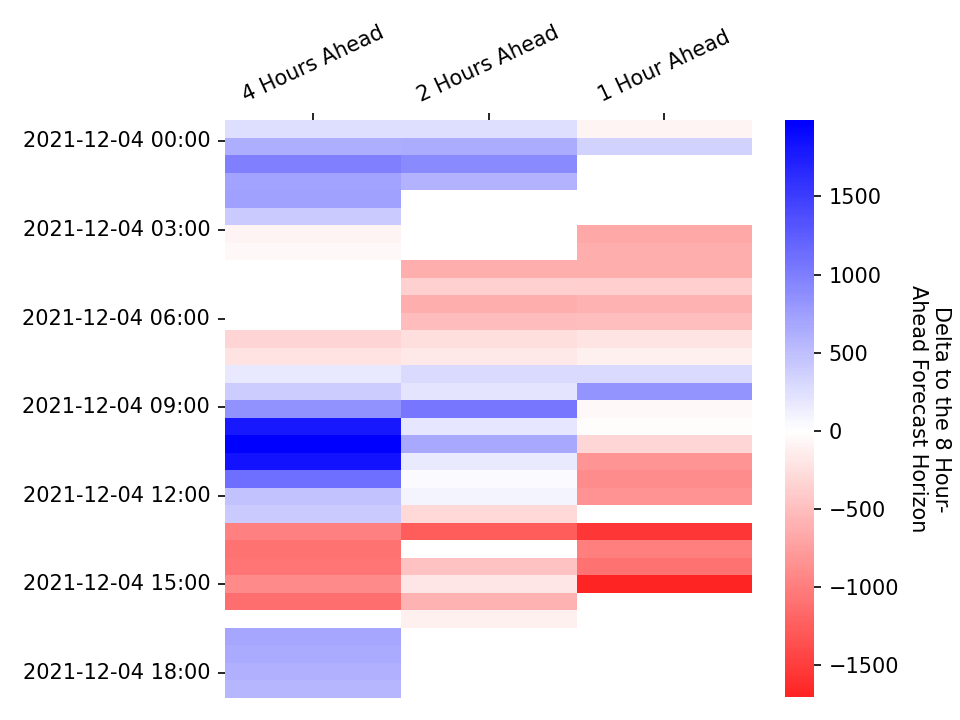 4 Hours Ahead
2 Hours Ahead
1 Hour Ahead
2021-12-04 00:00
2021-12-04 03:00
2021-12-04 06:00
2021-12-04 09:00
2021-12-04 12:00
2021-12-04 15:00
2021-12-04 18:00
1500
1000
500
0
−500
−1000
−1500
Delta to the 8 Hour-
Ahead Forecast Horizon